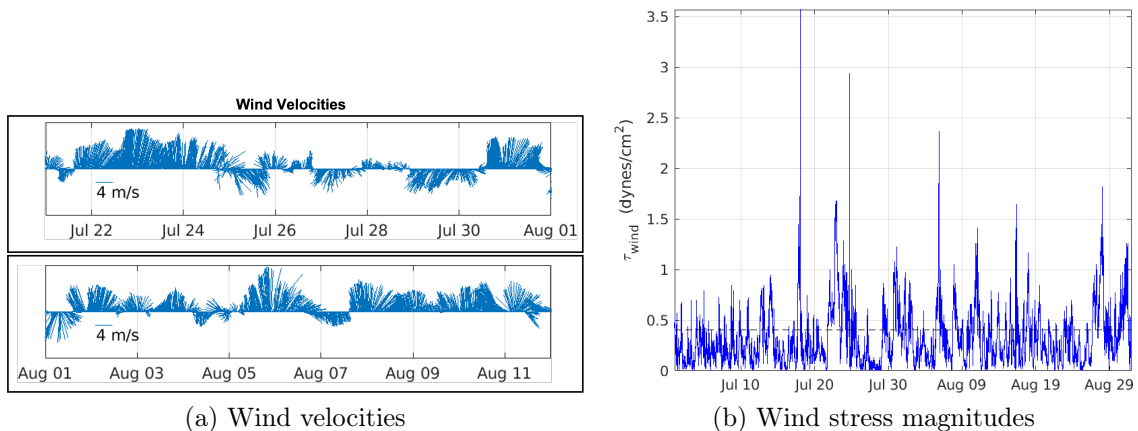 Wind Velocities
4 m/s
Jul 22 Jul 24 Jul 26 Jul 28 Jul 30 Aug 01
4 m/s
Aug 01 Aug 03 Aug 05 Aug 07 Aug 09 Aug 11
(a) Wind velocities
τwind (dynes/cm²)
3.5
3
2.5
2
1.5
1
0.5
0
Jul 10 Jul 20 Jul 30 Aug 09 Aug 19 Aug 29
(b) Wind stress magnitudes